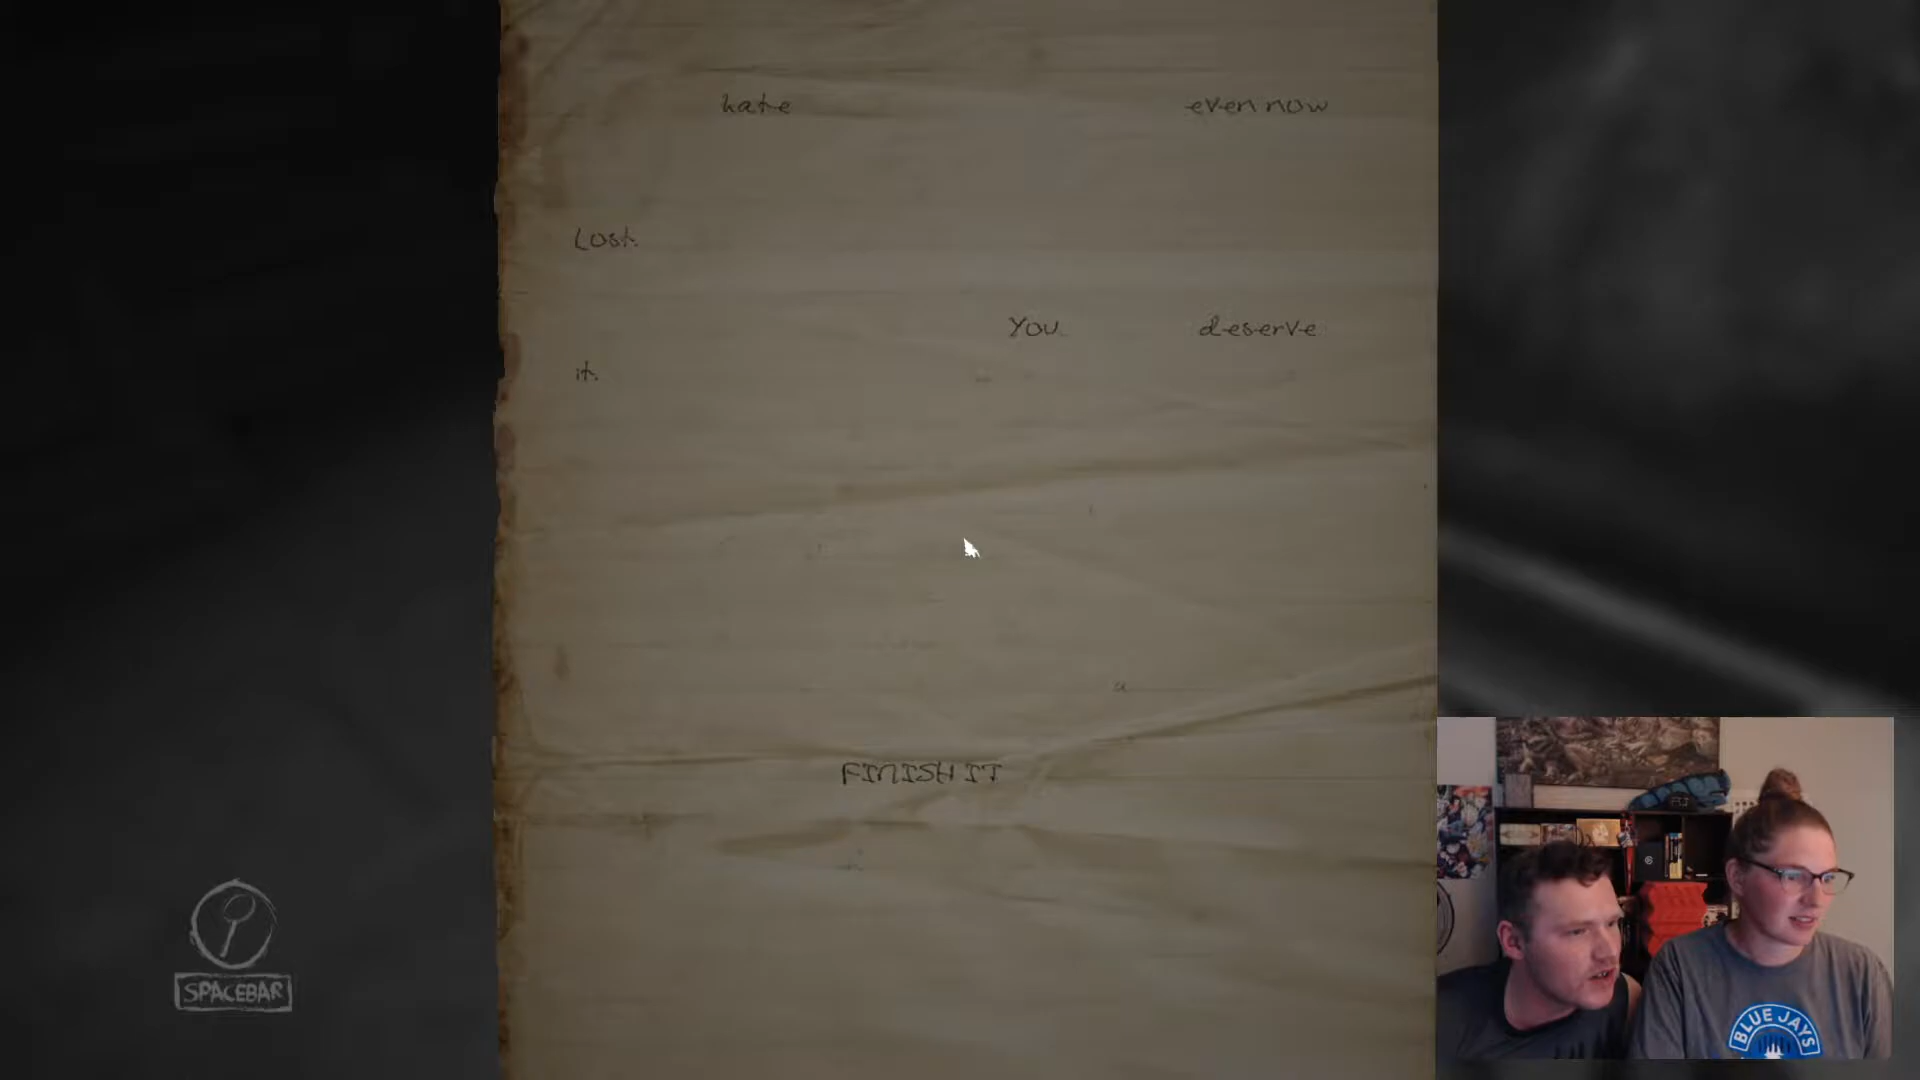 hate even now
Lost.
You deserve
it.
a
FINISH IT
SPACEBAR
BLUE JAYS